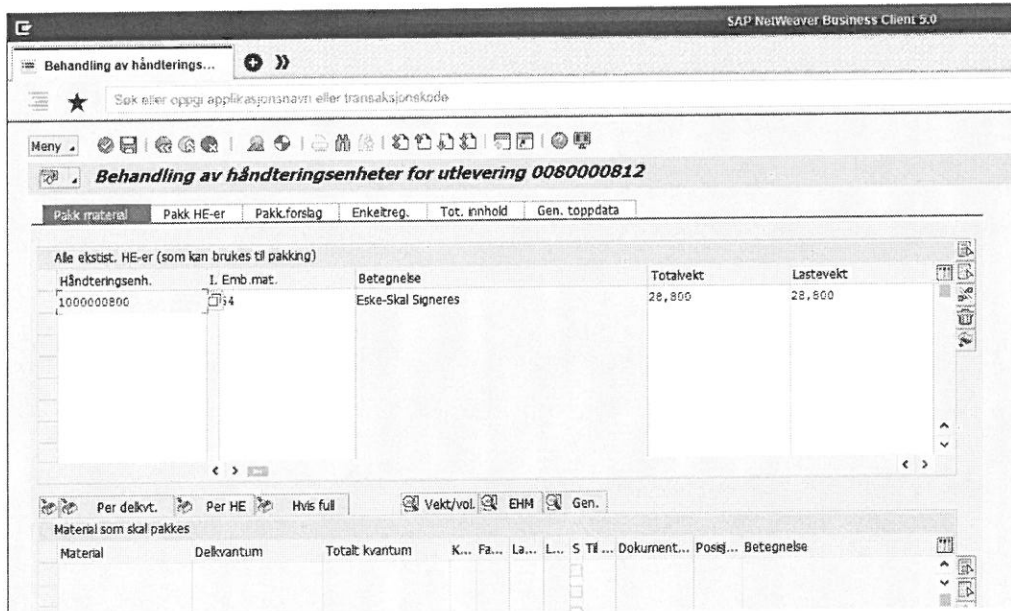 SAP NetWeaver Business Client 5.0
Behandling av håndterings...
Søk eller oppgi applikasjonsnavn eller transaksjonskode
Meny
Behandling av håndteringsenheter for utlevering 0080000812
Pakk material Pakk HE-er Pakk.forslag Enkeltreg. Tot. innhold Gen. toppdata
Alle ekstist. HE-er (som kan brukes til pakking)
Håndteringsenh. I. Emb.mat. Betegnelse Totalvekt Lastevekt
1000000800 Eske-Skal Signeres 28,800 28,800
Per delkvt. Per HE Hvis full Vekt/vol. EHM Gen.
Material som skal pakkes
Material Delkvantum Totalt kvantum K... Fa... La... L... S Til ... Dokument... Posisj... Betegnelse